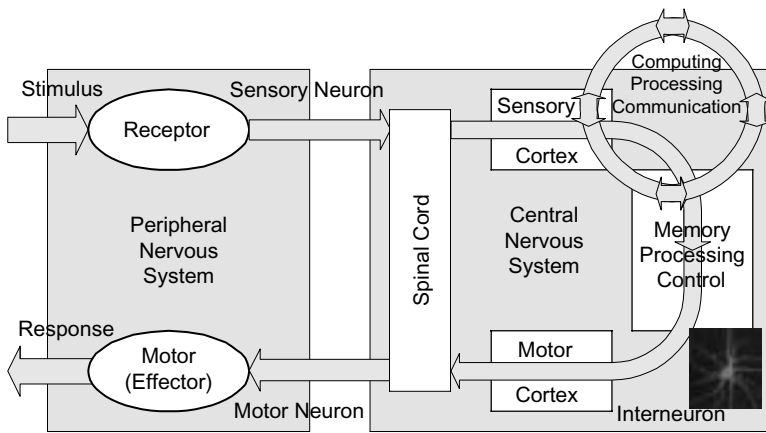 Stimulus
Receptor
Sensory Neuron
Peripheral
Nervous
System
Response
Motor
(Effector)
Motor Neuron
Spinal Cord
Sensory
Cortex
Computing
Processing
Communication
Central
Nervous
System
Memory
Processing
Control
Motor
Cortex
Interneuron